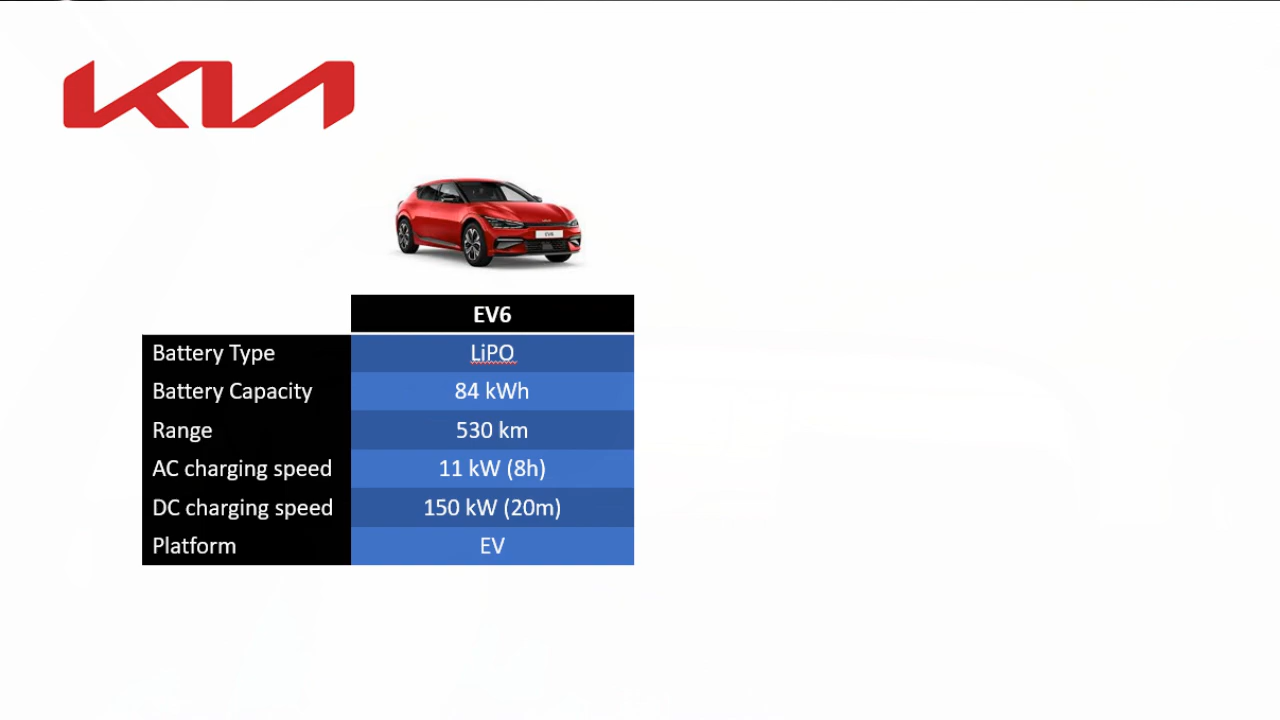 KIA
EV6
Battery Type LiPO
Battery Capacity 84 kWh
Range 530 km
AC charging speed 11 kW (8h)
DC charging speed 150 kW (20m)
Platform EV